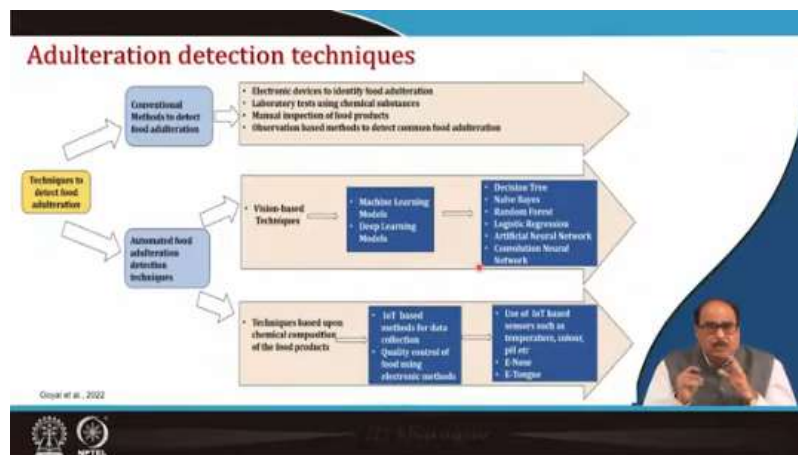 Adulteration detection techniques
Techniques to
detect food
adulteration
Conventional
Methods to detect
food adulteration
• Electronic devices to identify food adulteration
• Laboratory tests using chemical substances
• Manual inspection of food products
• Observation based methods to detect common food adulteration
Automated food
adulteration
detection
techniques
• Vision-based
Techniques
• Machine Learning
Models
• Deep Learning
Models
• Decision Tree
• Naive Bayes
• Random Forest
• Logistic Regression
• Artificial Neural Network
• Convolution Neural
Network
• Techniques based upon
chemical composition
of the food products
• IoT based
methods for data
collection
• Quality control of
food using
electronic methods
• Use of IoT based
sensors such as
temperature, colour,
pH etc
• E-Nose
• E-Tongue
Goyal et al., 2022
NPTEL